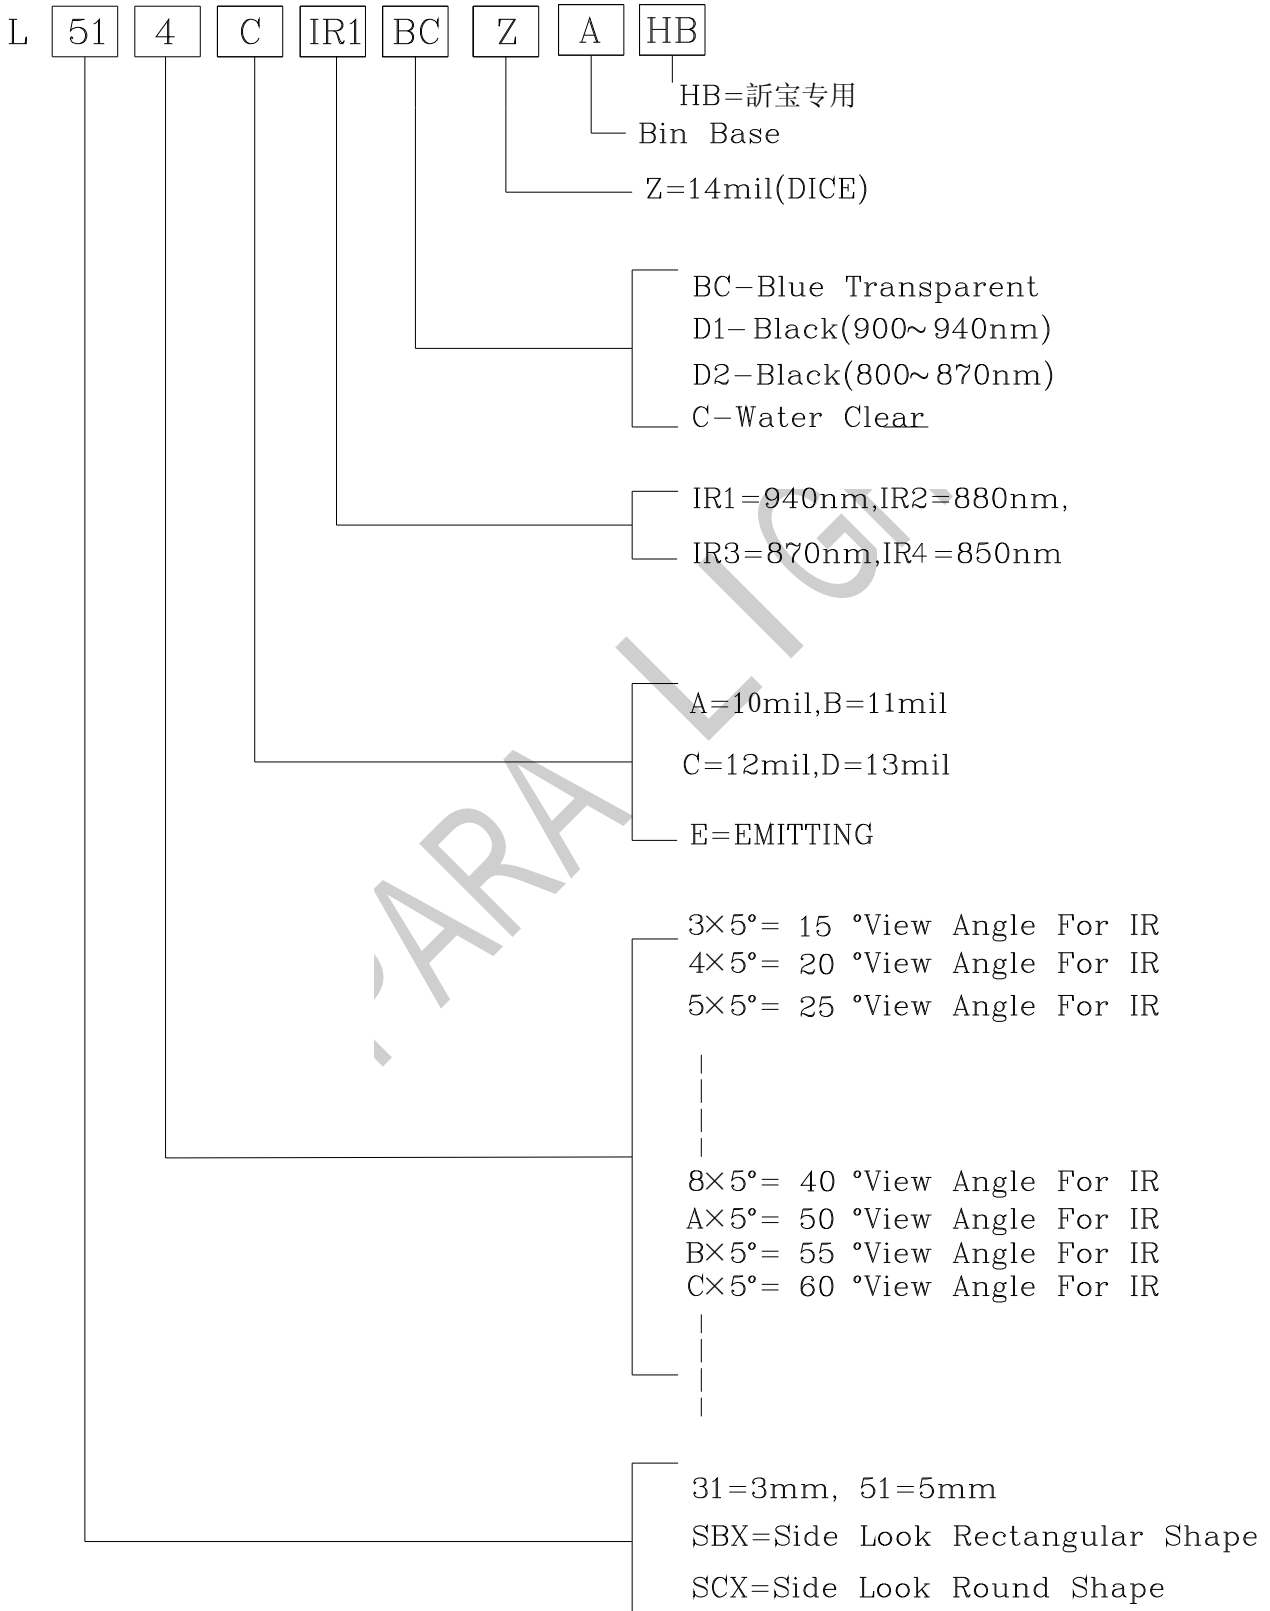 L 51 4 C IR1 BC Z A HB
HB=訢宝专用
Bin Base
Z=14mil(DICE)
BC-Blue Transparent
D1-Black(900~940nm)
D2-Black(800~870nm)
C-Water Clear
IR1=940nm,IR2=880nm,
IR3=870nm,IR4=850nm
A=10mil,B=11mil
C=12mil,D=13mil
E=EMITTING
3×5°= 15 °View Angle For IR
4×5°= 20 °View Angle For IR
5×5°= 25 °View Angle For IR
8×5°= 40 °View Angle For IR
A×5°= 50 °View Angle For IR
B×5°= 55 °View Angle For IR
C×5°= 60 °View Angle For IR
31=3mm, 51=5mm
SBX=Side Look Rectangular Shape
SCX=Side Look Round Shape
PARA LIG